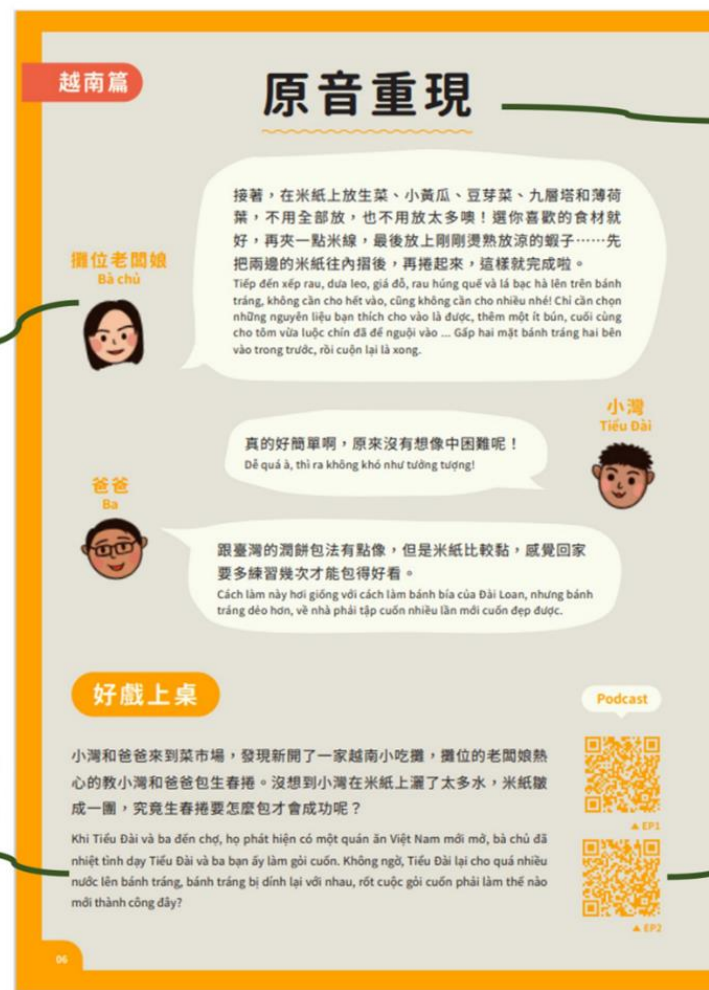 越南篇
原音重現
攤位老闆娘
Bà chủ
接著，在米紙上放生菜、小黃瓜、豆芽菜、九層塔和薄荷
葉，不用全部放，也不用放太多噢！選你喜歡的食材就
好，再夾一點米線，最後放上剛剛燙熟放涼的蝦子⋯⋯先
把兩邊的米紙往內摺後，再捲起來，這樣就完成啦。
Tiếp đến xếp rau, dưa leo, giá đỗ, rau húng quế và lá bạc hà lên trên bánh
tráng, không cần cho hết vào, cũng không cần cho nhiều nhé! Chỉ cần chọn
những nguyên liệu bạn thích cho vào là được, thêm một ít bún, cuối cùng
cho tôm vừa luộc chín đã để nguội vào ... Gấp hai mặt bánh tráng hai bên
vào trong trước, rồi cuộn lại là xong.
小灣
Tiểu Đài
真的好簡單啊，原來沒有想像中困難呢！
Dễ quá à, thì ra không khó như tưởng tượng!
爸爸
Ba
跟臺灣的潤餅包法有點像，但是米紙比較黏，感覺回家
要多練習幾次才能包得好看。
Cách làm này hơi giống với cách làm bánh bía của Đài Loan, nhưng bánh
tráng dẻo hơn, về nhà phải tập cuốn nhiều lần mới cuốn đẹp được.
好戲上桌
小灣和爸爸來到菜市場，發現新開了一家越南小吃攤，攤位的老闆娘熱
心的教小灣和爸爸包生春捲。沒想到小灣在米紙上灑了太多水，米紙皺
成一團，究竟生春捲要怎麼包才會成功呢？
Khi Tiểu Đài và ba đến chợ, họ phát hiện có một quán ăn Việt Nam mới mở, bà chủ đã
nhiệt tình dạy Tiểu Đài và ba bạn ấy làm gỏi cuốn. Không ngờ, Tiểu Đài lại cho quá nhiều
nước lên bánh tráng, bánh tráng bị dính lại với nhau, rốt cuộc gỏi cuốn phải làm thế nào
mới thành công đây?
Podcast
▲ EP1
▲ EP2
06